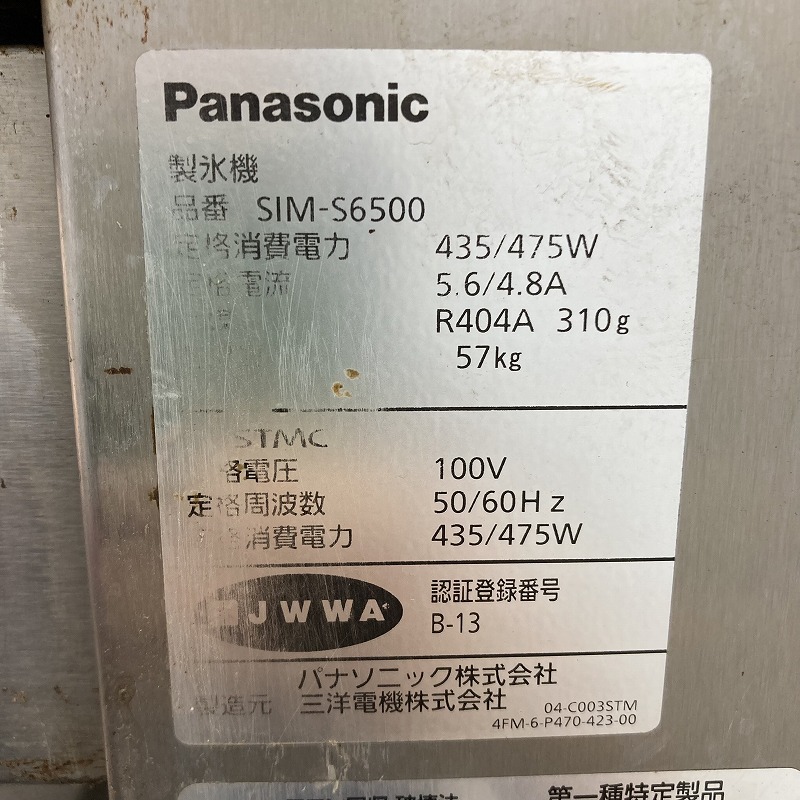 Panasonic
製氷機
品番 SIM-S6500
定格消費電力 435/475W
定格電流 5.6/4.8A
R404A 310g
57kg
STMC
格電圧 100V
定格周波数 50/60Hz
格消費電力 435/475W
JWWA 認証登録番号
B-13
パナソニック株式会社
製造元 三洋電機株式会社
04-C003STM
4FM-6-P470-423-00
第一種特定製品